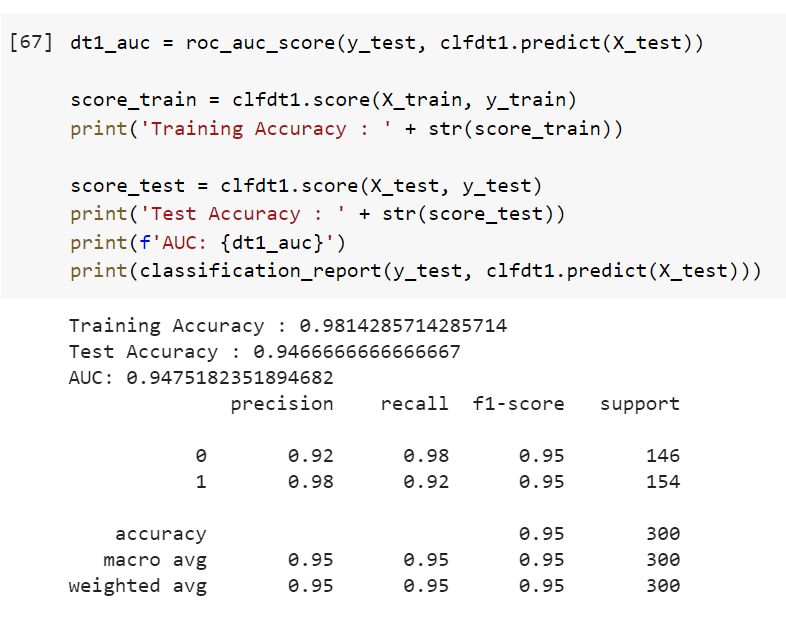 [67] dt1_auc = roc_auc_score(y_test, clfdt1.predict(X_test))
score_train = clfdt1.score(X_train, y_train)
print('Training Accuracy : ' + str(score_train))
score_test = clfdt1.score(X_test, y_test)
print('Test Accuracy : ' + str(score_test))
print(f'AUC: {dt1_auc}')
print(classification_report(y_test, clfdt1.predict(X_test)))
Training Accuracy : 0.9814285714285714
Test Accuracy : 0.9466666666666667
AUC: 0.9475182351894682
precision recall f1-score support
0 0.92 0.98 0.95 146
1 0.98 0.92 0.95 154
accuracy 0.95 300
macro avg 0.95 0.95 0.95 300
weighted avg 0.95 0.95 0.95 300